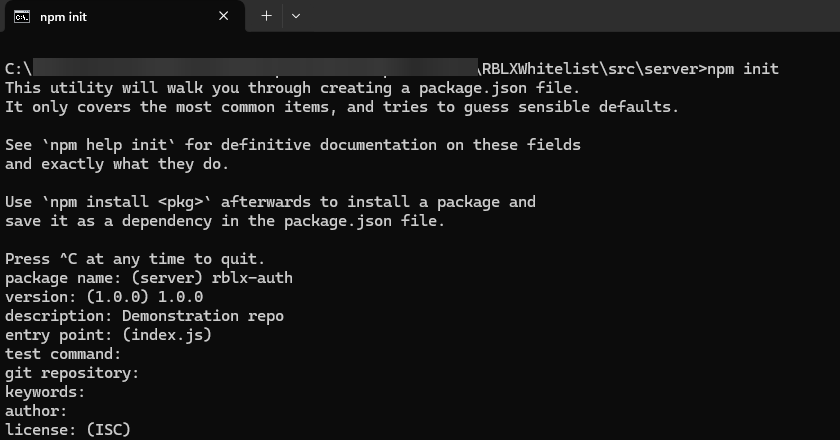 npm init
C:\ \RBLXWhitelist\src\server>npm init
This utility will walk you through creating a package.json file.
It only covers the most common items, and tries to guess sensible defaults.
See `npm help init` for definitive documentation on these fields
and exactly what they do.
Use `npm install <pkg>` afterwards to install a package and
save it as a dependency in the package.json file.
Press ^C at any time to quit.
package name: (server) rblx-auth
version: (1.0.0) 1.0.0
description: Demonstration repo
entry point: (index.js)
test command:
git repository:
keywords:
author:
license: (ISC)